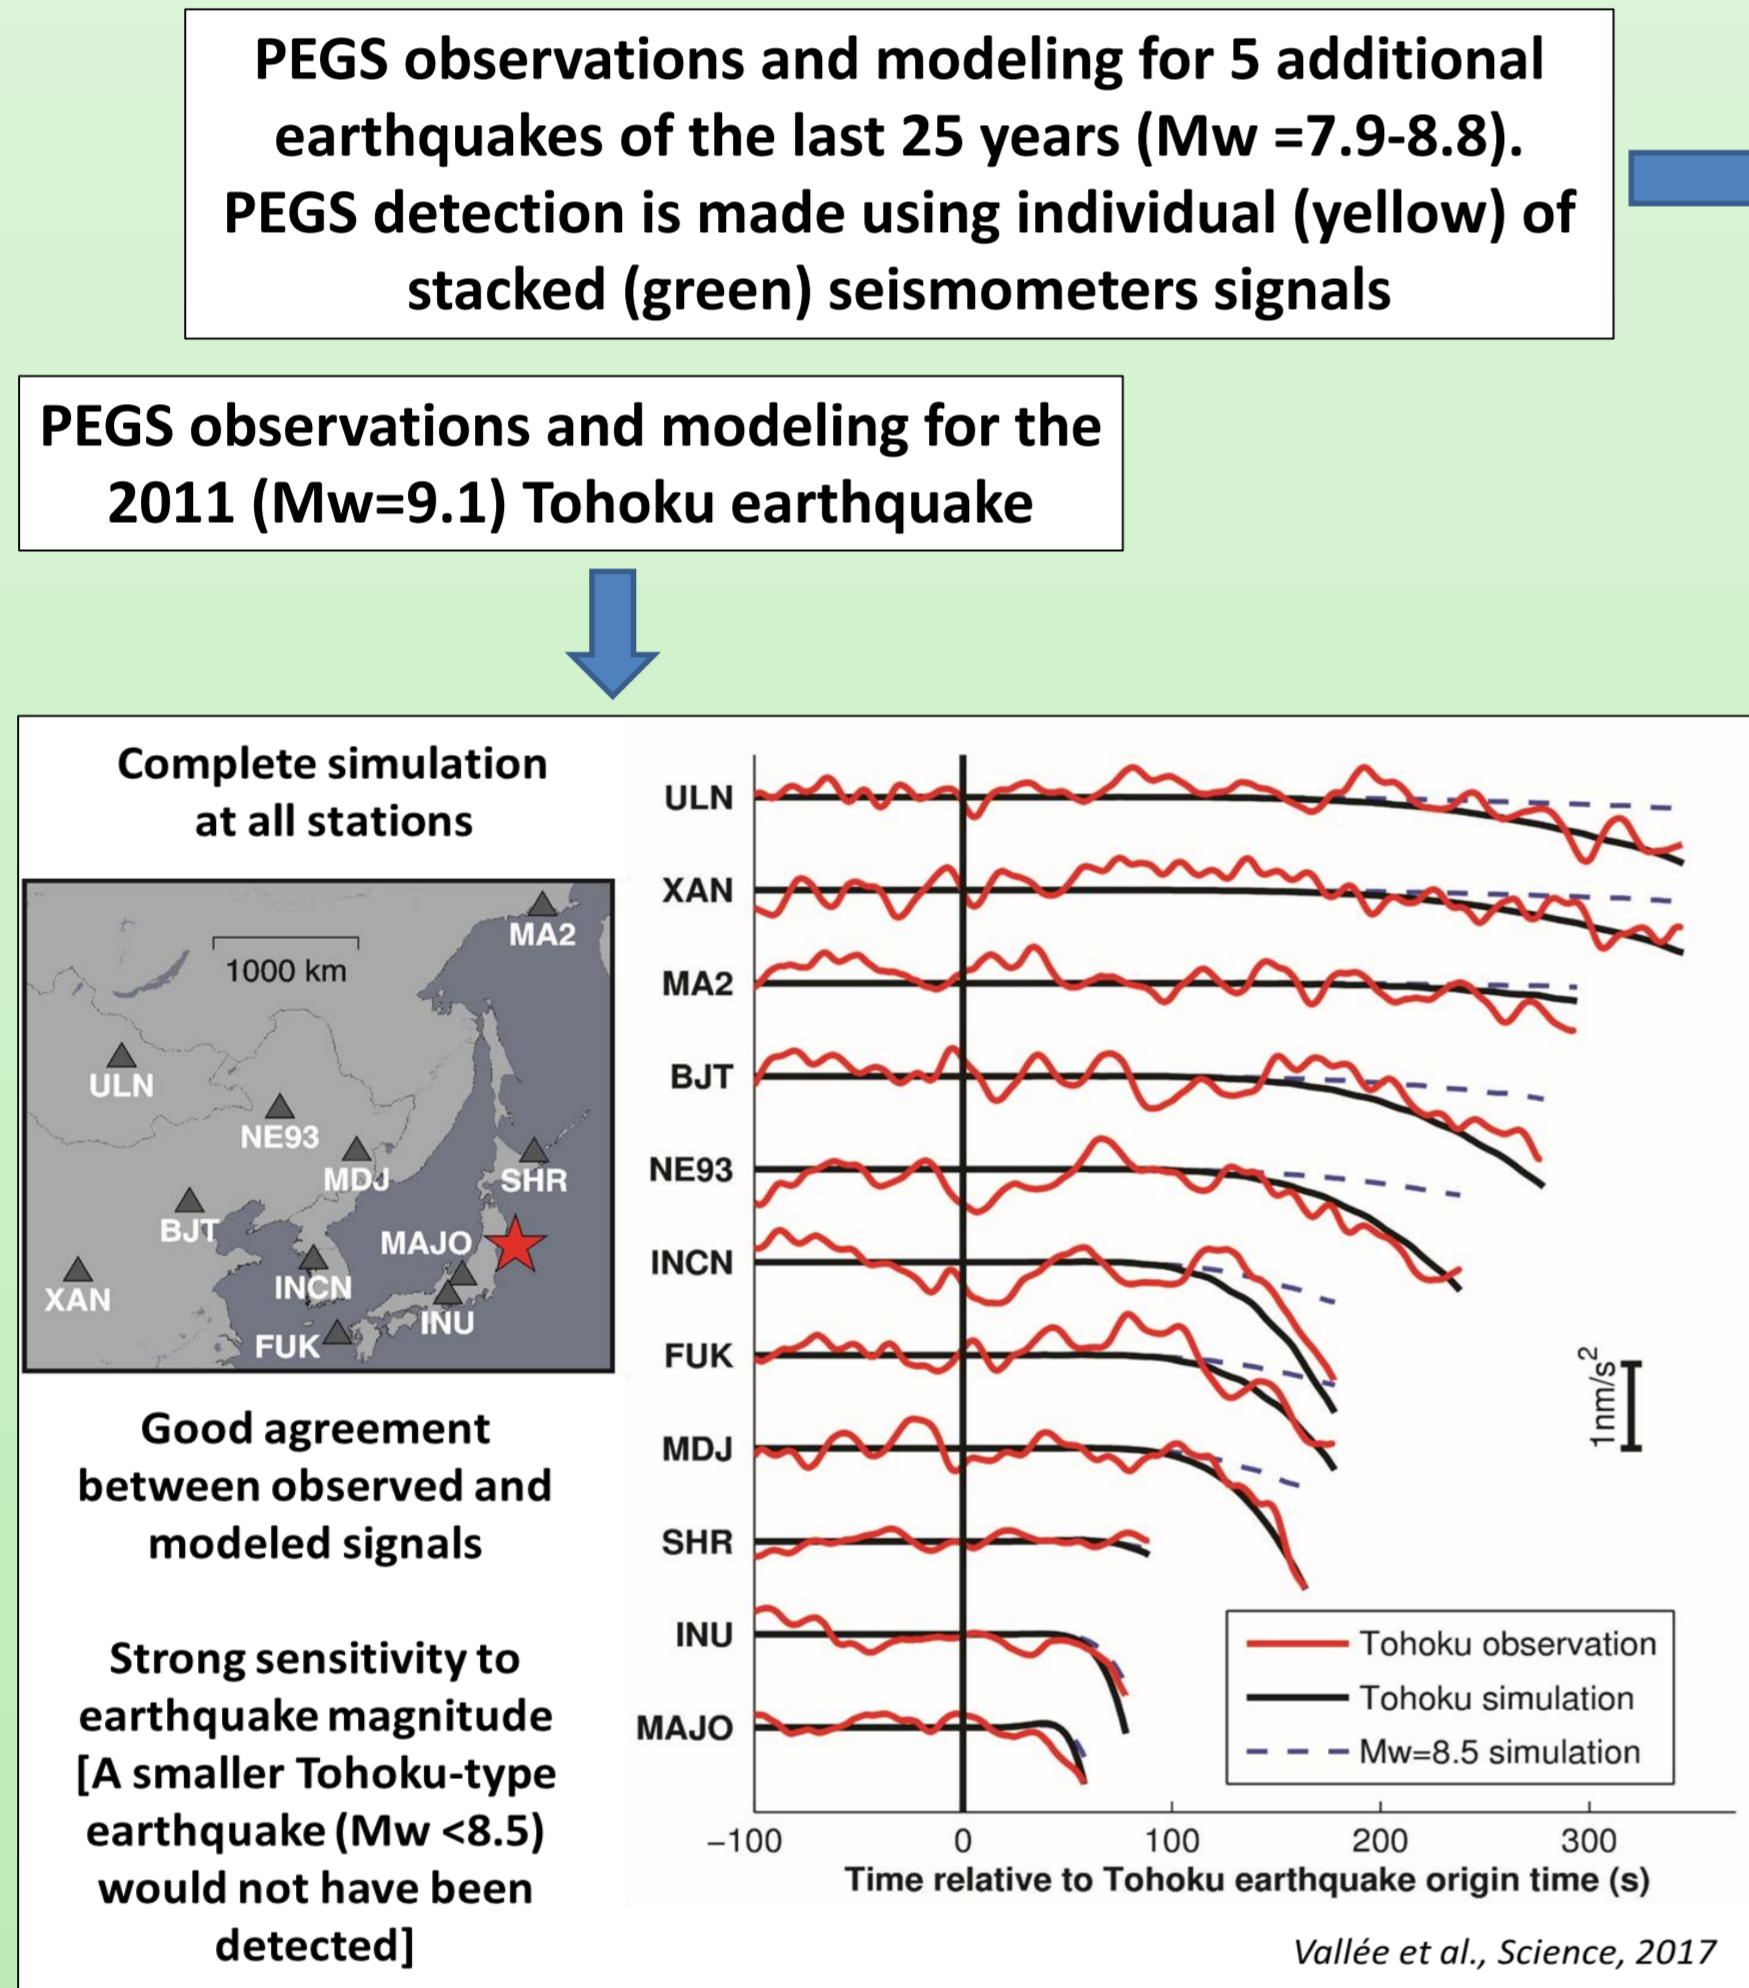 PEGS observations and modeling for 5 additional
earthquakes of the last 25 years (Mw =7.9-8.8).
PEGS detection is made using individual (yellow) of
stacked (green) seismometers signals
PEGS observations and modeling for the
2011 (Mw=9.1) Tohoku earthquake
Complete simulation
at all stations
MA2
1000 km
ULN
NE93
MDJ
SHR
BJT
MAJO
XAN
INCN
INU
FUK
Good agreement
between observed and
modeled signals
Strong sensitivity to
earthquake magnitude
[A smaller Tohoku-type
earthquake (Mw <8.5)
would not have been
detected]
ULN
XAN
MA2
BJT
NE93
INCN
FUK
MDJ
SHR
INU
MAJO
1nm/s²
Tohoku observation
Tohoku simulation
Mw=8.5 simulation
−100 0 100 200 300
Time relative to Tohoku earthquake origin time (s)
Vallée et al., Science, 2017